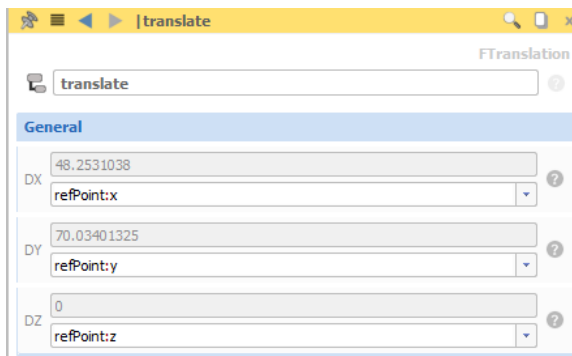 |translate
FTranslation
translate
General
DX
48.2531038
refPoint:x
DY
70.03401325
refPoint:y
DZ
0
refPoint:z